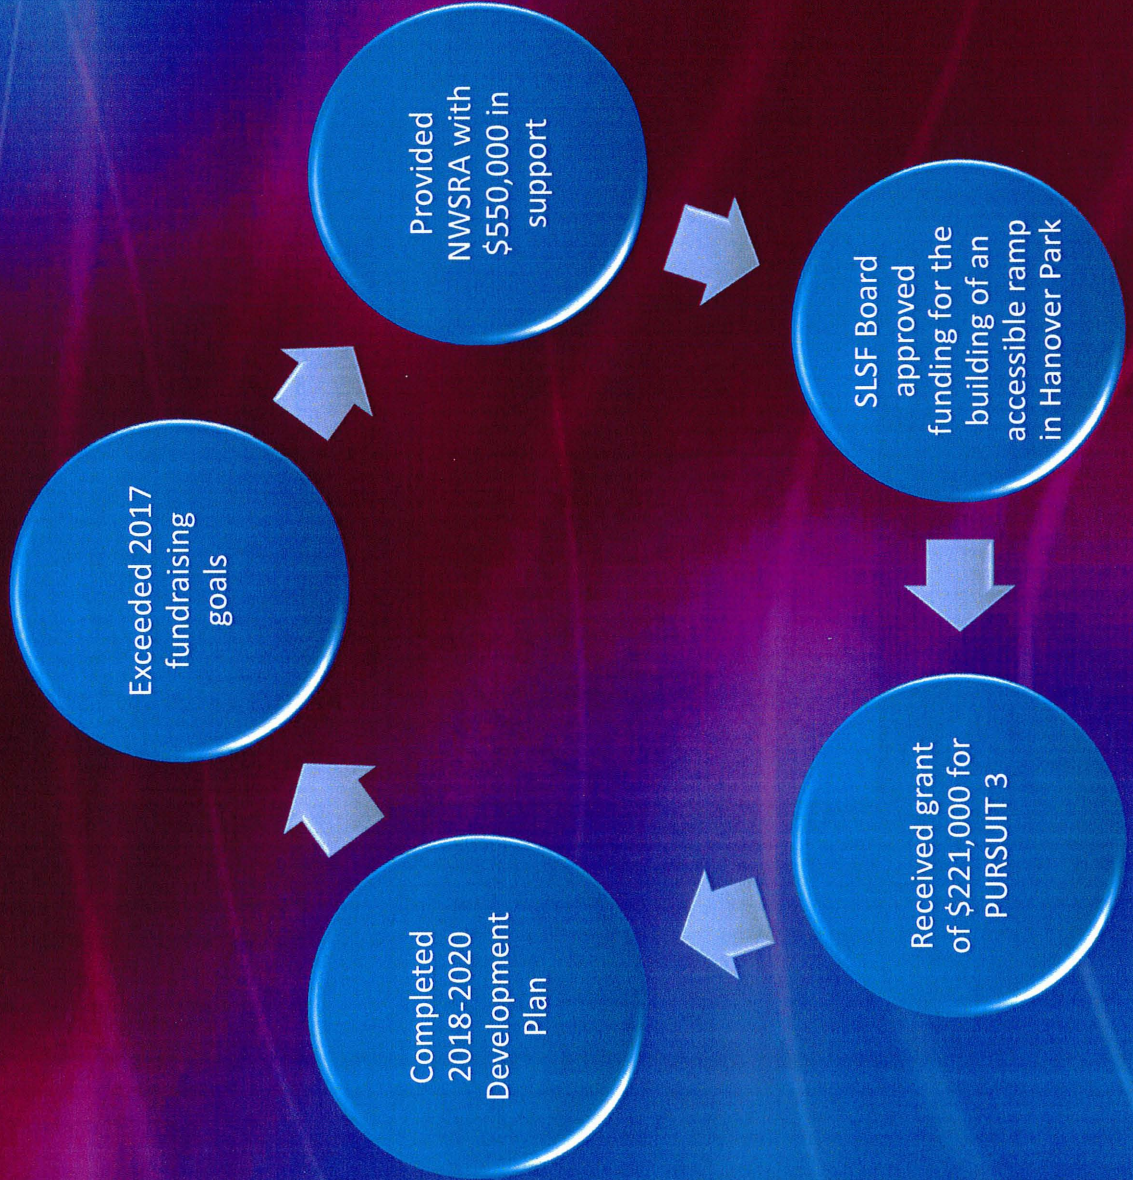 Exceeded 2017
fundraising
goals
Provided
NWSRA with
$550,000 in
support
SLSF Board
approved
funding for the
building of an
accessible ramp
in Hanover Park
Received grant
of $221,000 for
PURSUIT 3
Completed
2018-2020
Development
Plan